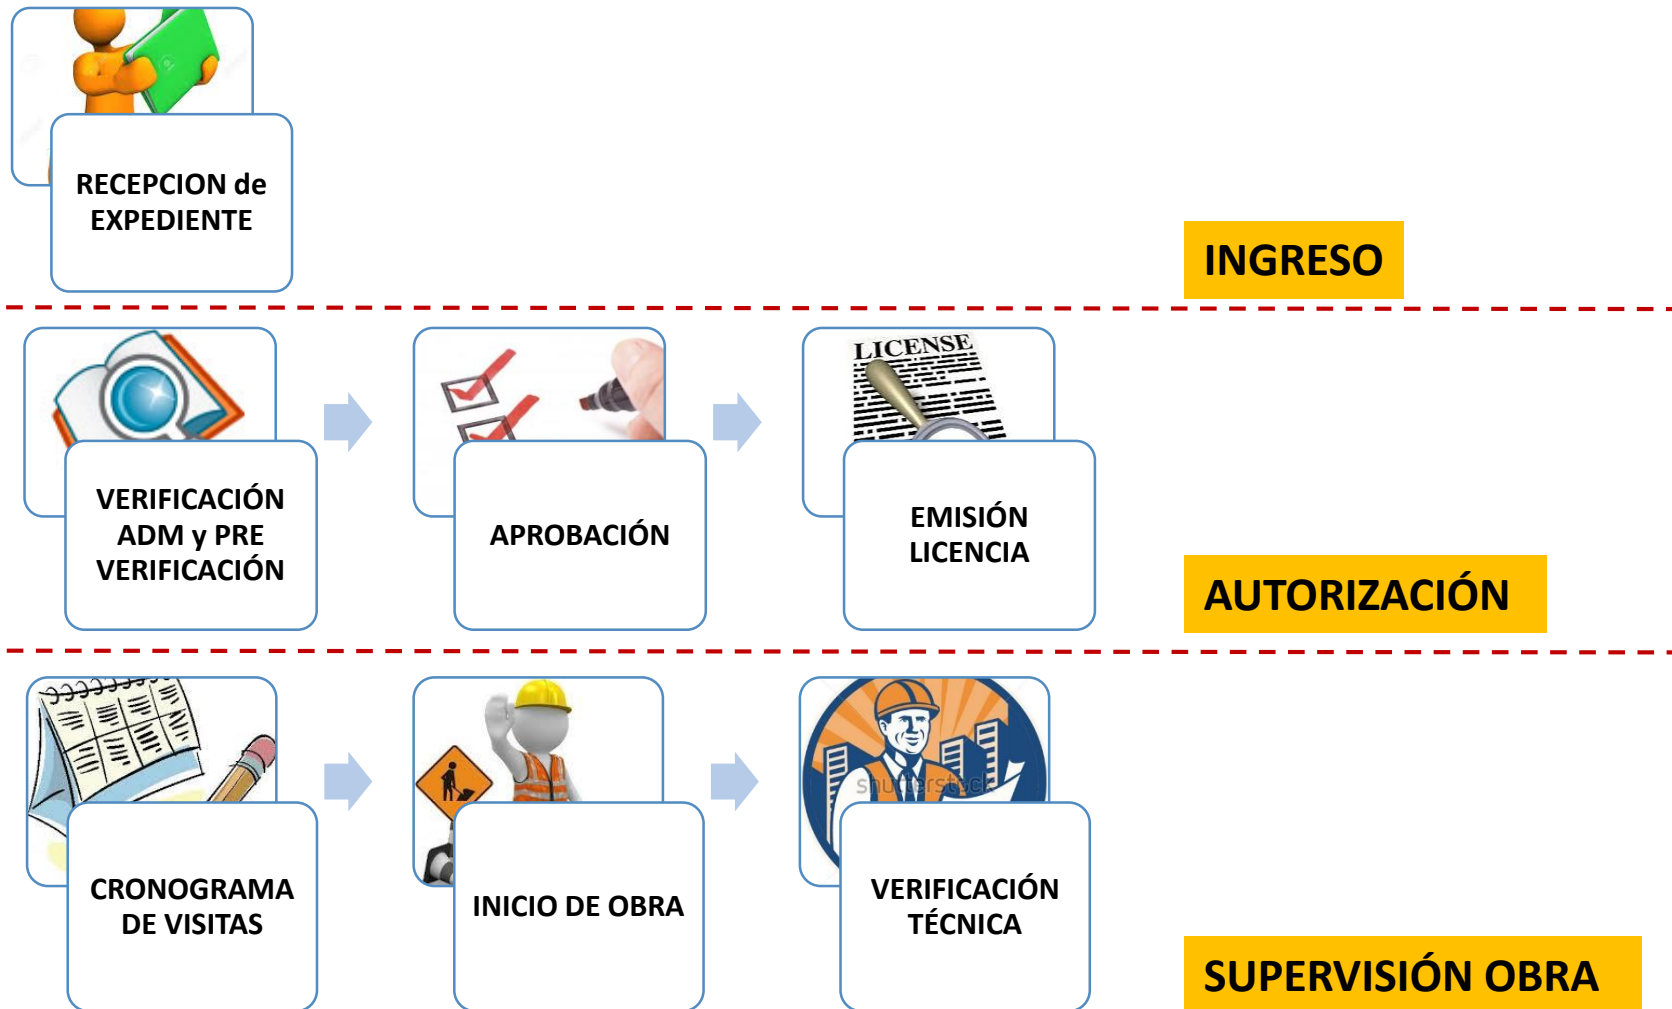 RECEPCION de
EXPEDIENTE
INGRESO
LICENSE
VERIFICACIÓN
ADM y PRE
VERIFICACIÓN
APROBACIÓN
EMISIÓN
LICENCIA
AUTORIZACIÓN
shutterstock
CRONOGRAMA
DE VISITAS
INICIO DE OBRA
VERIFICACIÓN
TÉCNICA
SUPERVISIÓN OBRA